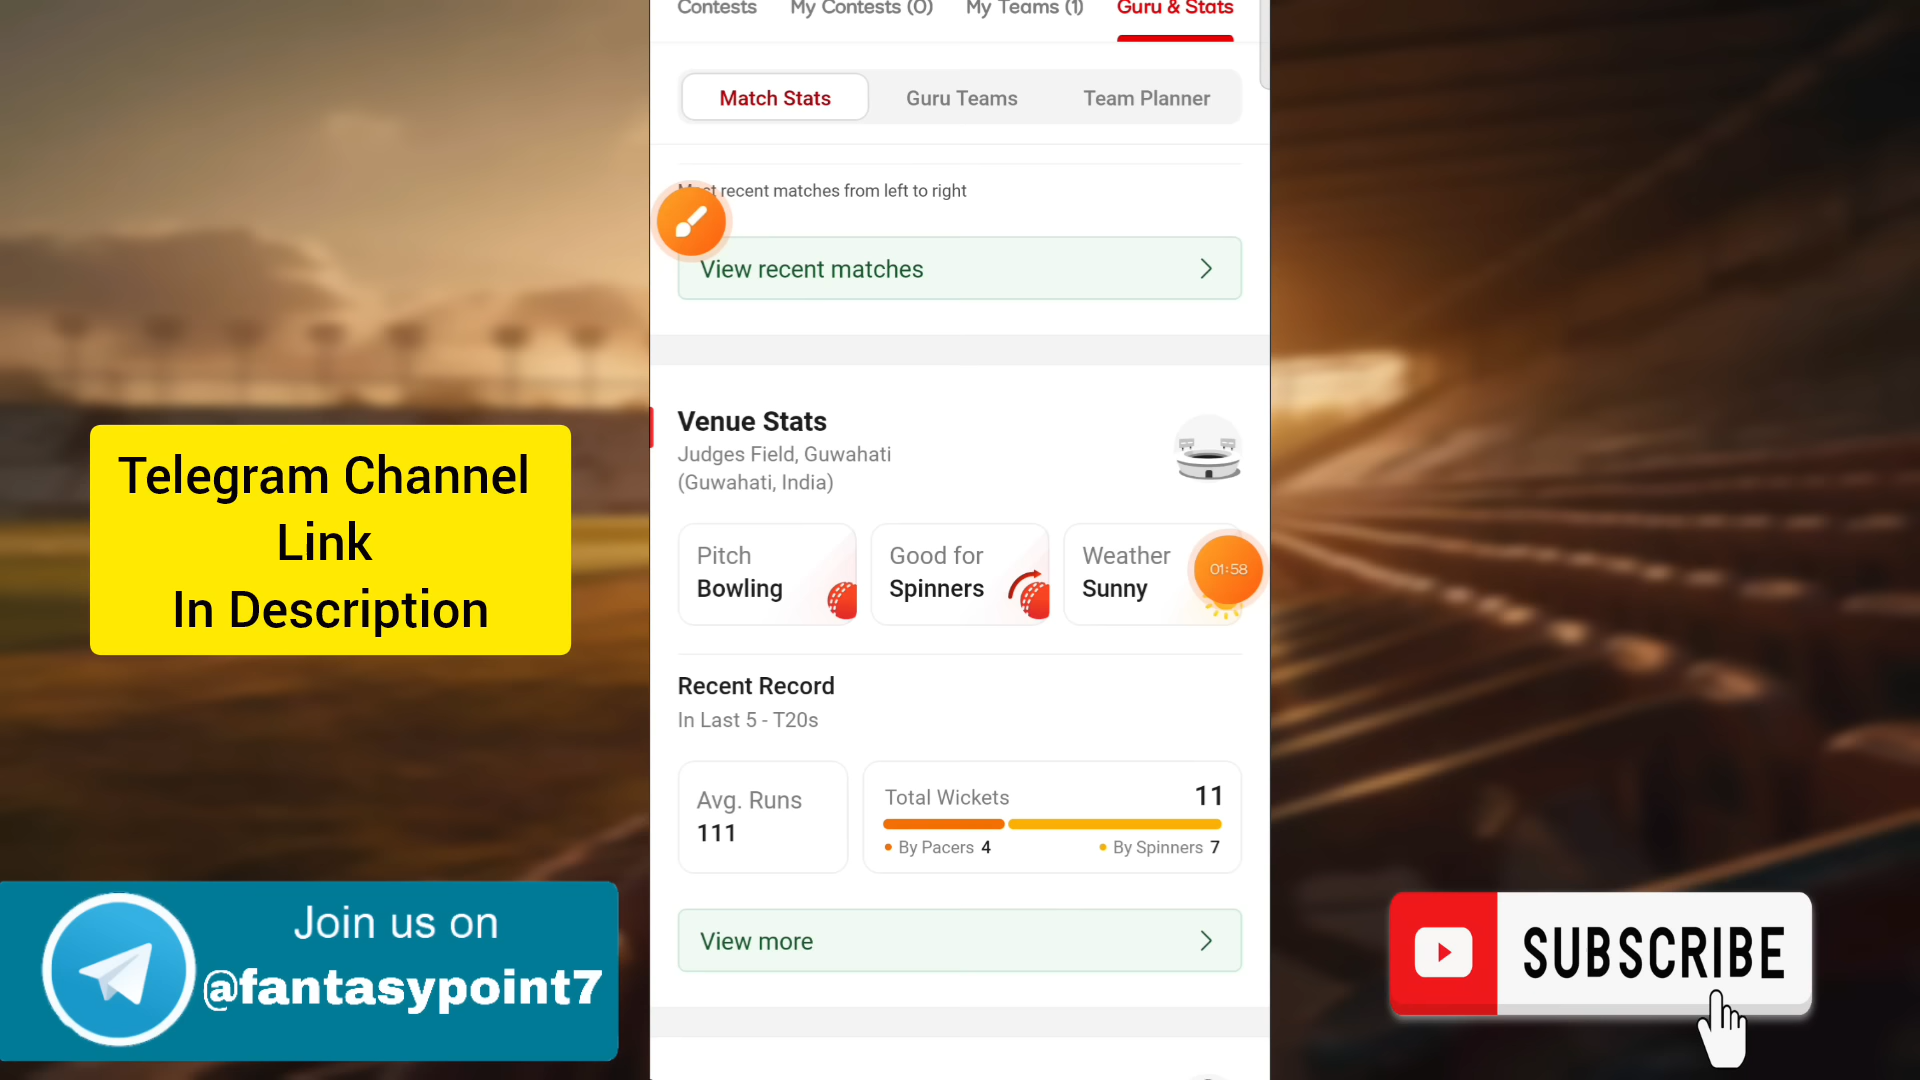 Contests My Contests (0) My Teams (1) Guru & Stats
Match Stats Guru Teams Team Planner
recent matches from left to right
View recent matches
Venue Stats
Judges Field, Guwahati
(Guwahati, India)
Pitch
Bowling
Good for
Spinners
Weather
Sunny
01:58
Recent Record
In Last 5 - T20s
Avg. Runs
111
Total Wickets 11
By Pacers 4 By Spinners 7
View more
Telegram Channel
Link
In Description
Join us on
@fantasypoint7
SUBSCRIBE